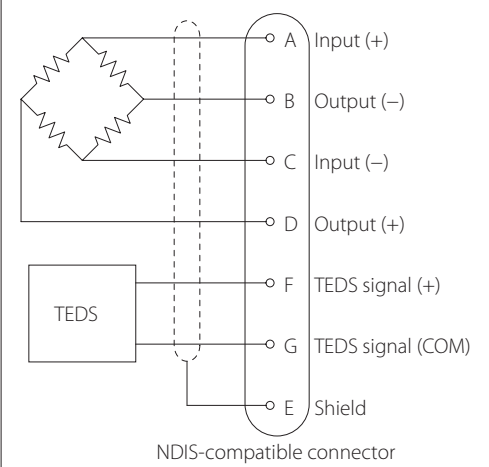 A Input (+)
B Output (−)
C Input (−)
D Output (+)
F TEDS signal (+)
TEDS
G TEDS signal (COM)
E Shield
NDIS-compatible connector